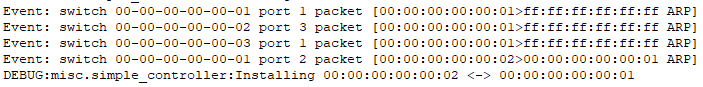 Event: switch 00-00-00-00-00-01 port 1 packet [00:00:00:00:00:01>ff:ff:ff:ff:ff:ff ARP]
Event: switch 00-00-00-00-00-02 port 3 packet [00:00:00:00:00:01>ff:ff:ff:ff:ff:ff ARP]
Event: switch 00-00-00-00-00-03 port 1 packet [00:00:00:00:00:01>ff:ff:ff:ff:ff:ff ARP]
Event: switch 00-00-00-00-00-01 port 2 packet [00:00:00:00:00:02>00:00:00:00:00:01 ARP]
DEBUG:misc.simple_controller:Installing 00:00:00:00:00:02 <-> 00:00:00:00:00:01